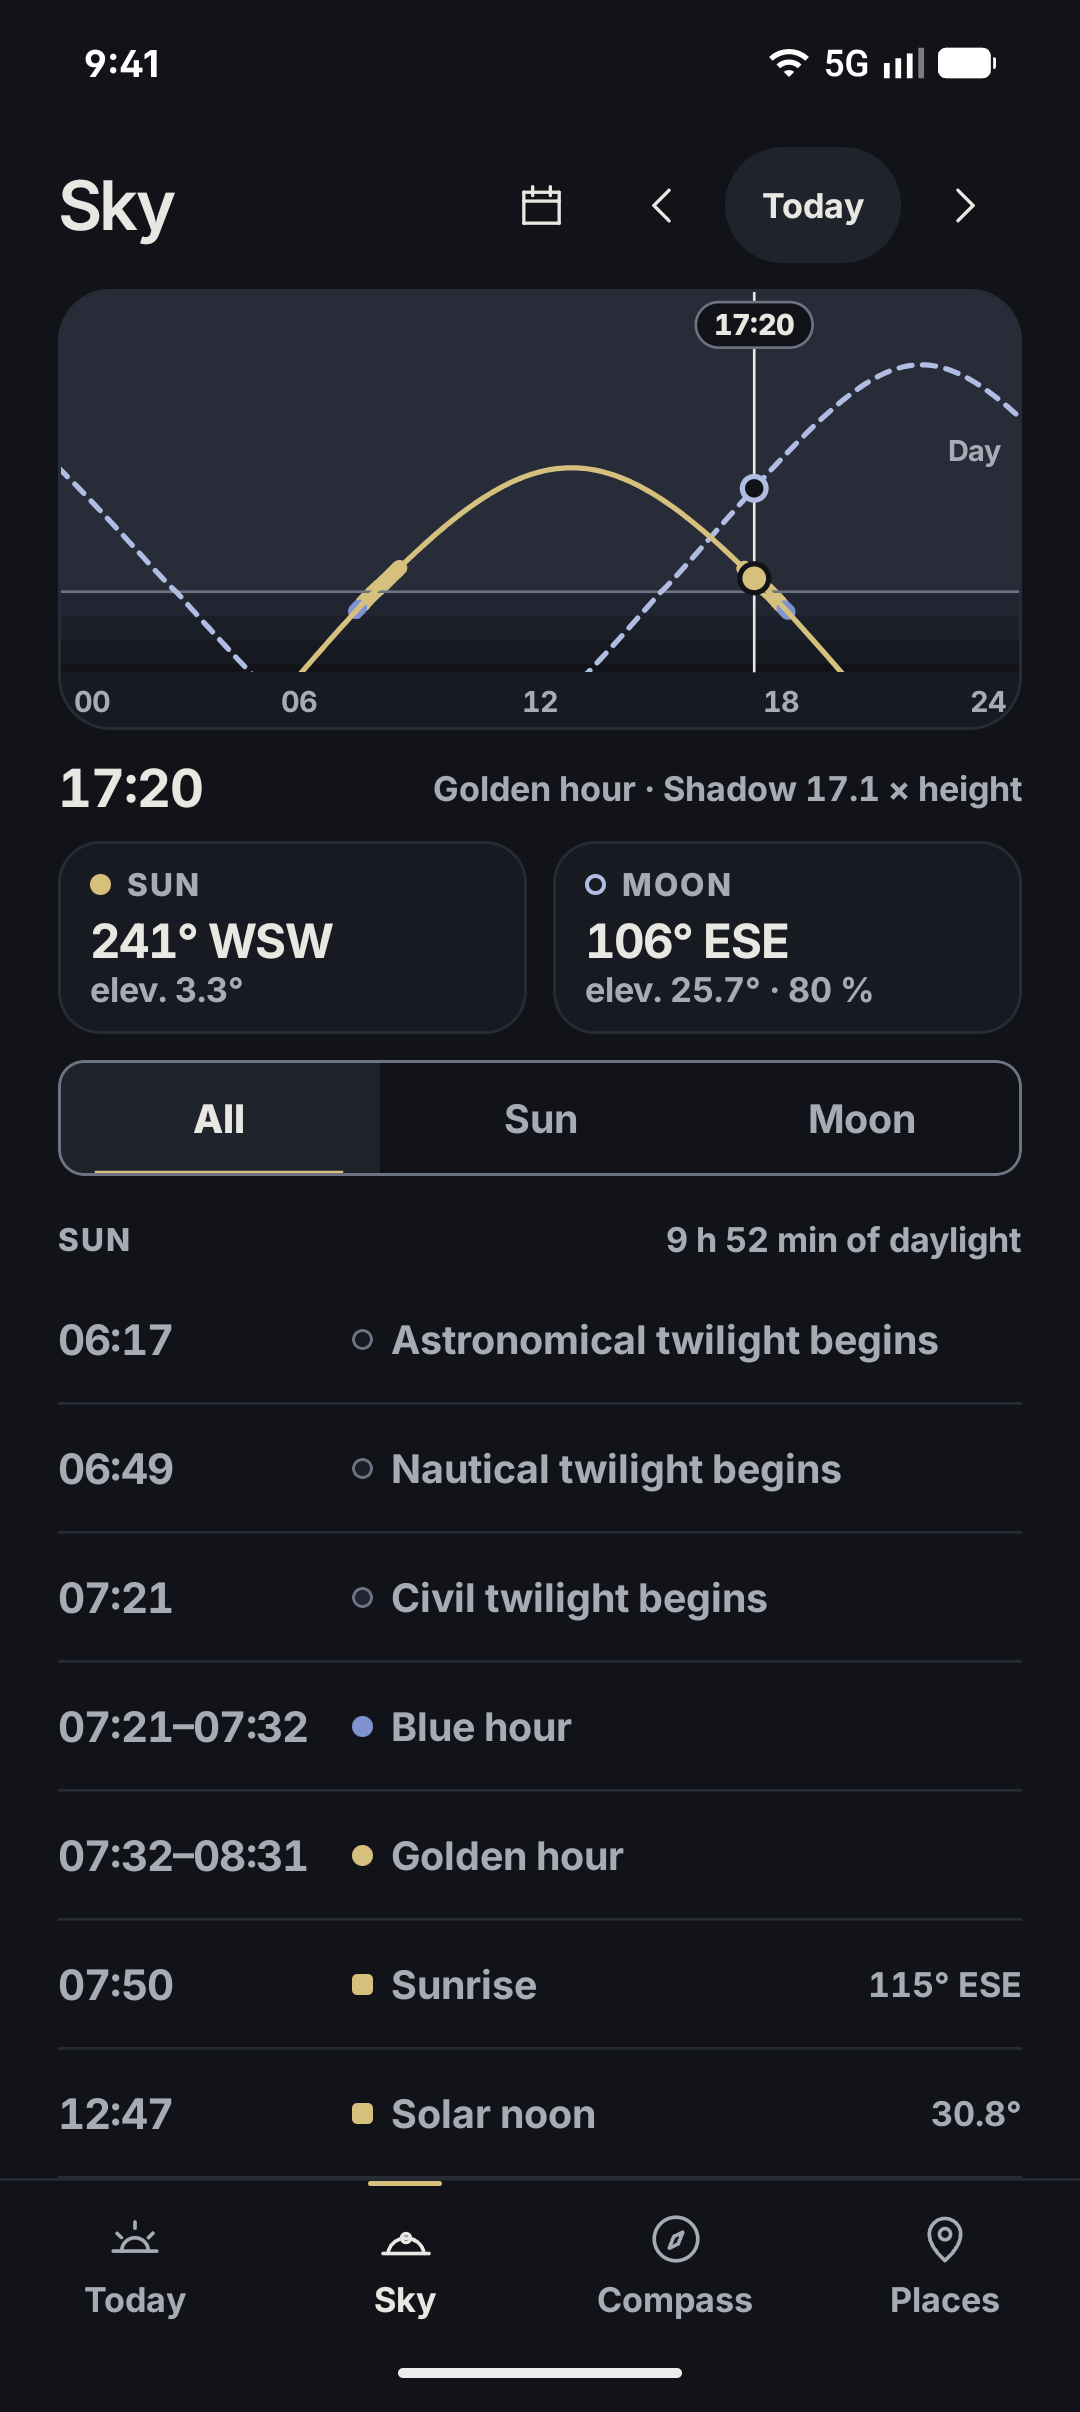 9:41
5G
Sky
Today
17:20
Day
00 06 12 18 24
17:20
Golden hour · Shadow 17.1 × height
SUN
241° WSW
elev. 3.3°
MOON
106° ESE
elev. 25.7° · 80 %
All Sun Moon
SUN 9 h 52 min of daylight
06:17 Astronomical twilight begins
06:49 Nautical twilight begins
07:21 Civil twilight begins
07:21–07:32 Blue hour
07:32–08:31 Golden hour
07:50 Sunrise 115° ESE
12:47 Solar noon 30.8°
Today Sky Compass Places